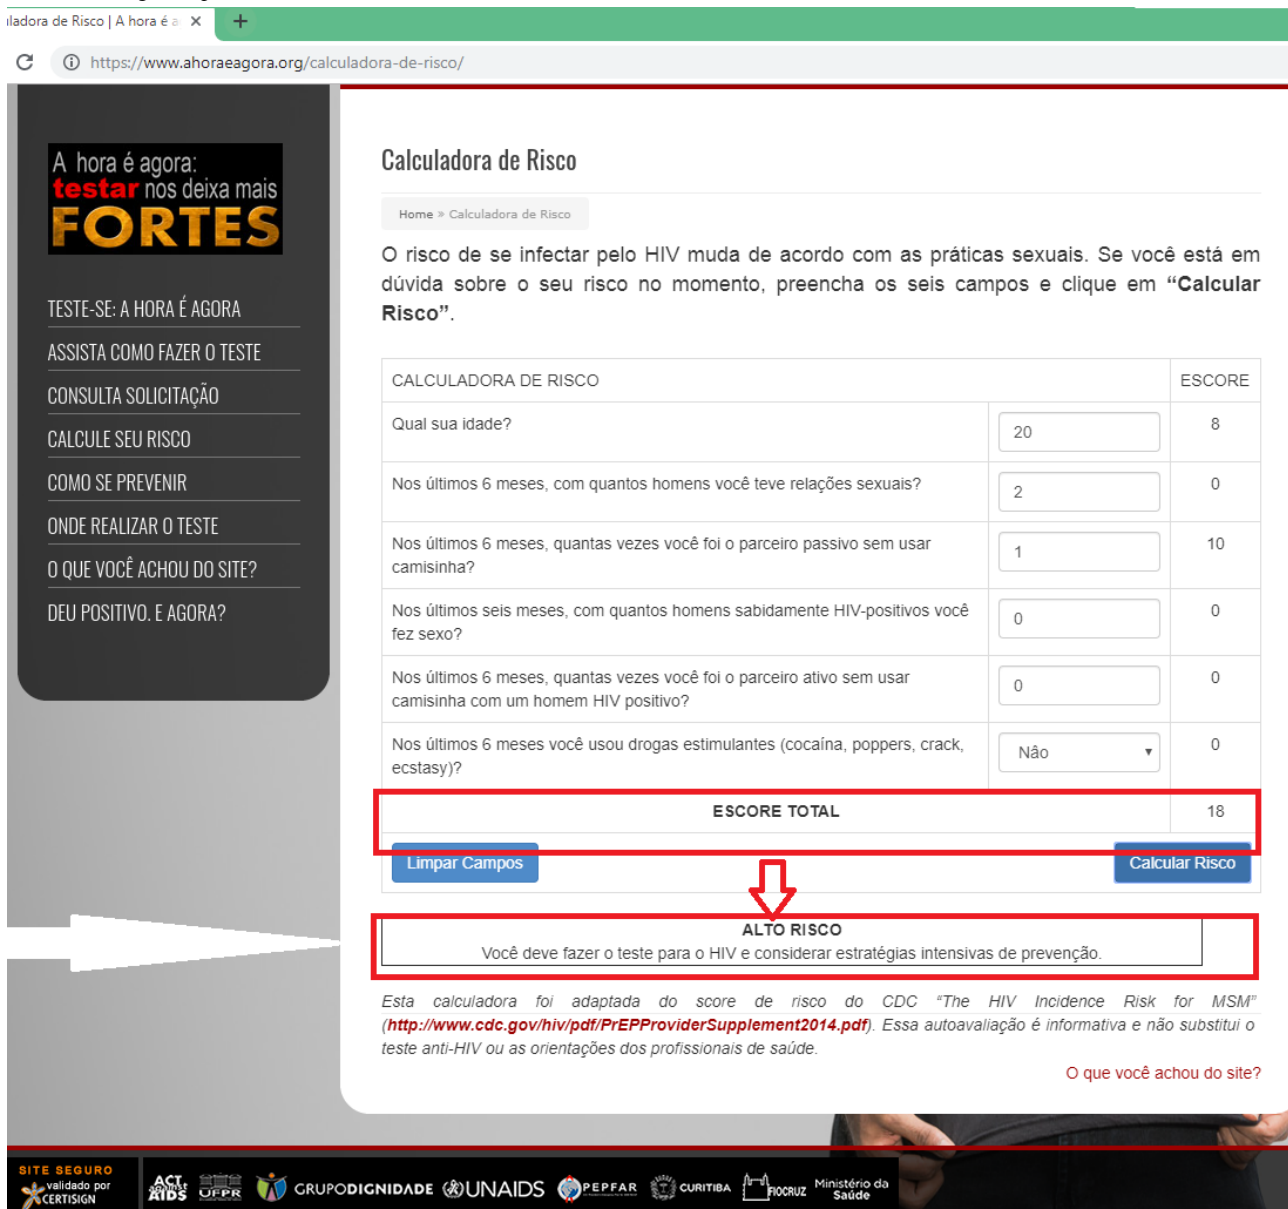 uladora de Risco | A hora é a
https://www.ahoraeagora.org/calculadora-de-risco/
A hora é agora:
testar nos deixa mais
FORTES
TESTE-SE: A HORA É AGORA
ASSISTA COMO FAZER O TESTE
CONSULTA SOLICITAÇÃO
CALCULE SEU RISCO
COMO SE PREVENIR
ONDE REALIZAR O TESTE
O QUE VOCÊ ACHOU DO SITE?
DEU POSITIVO. E AGORA?
Calculadora de Risco
Home » Calculadora de Risco
O risco de se infectar pelo HIV muda de acordo com as práticas sexuais. Se você está em
dúvida sobre o seu risco no momento, preencha os seis campos e clique em “Calcular
Risco”.
CALCULADORA DE RISCO ESCORE
Qual sua idade? 20 8
Nos últimos 6 meses, com quantos homens você teve relações sexuais? 2 0
Nos últimos 6 meses, quantas vezes você foi o parceiro passivo sem usar
camisinha? 1 10
Nos últimos seis meses, com quantos homens sabidamente HIV-positivos você
fez sexo? 0 0
Nos últimos 6 meses, quantas vezes você foi o parceiro ativo sem usar
camisinha com um homem HIV positivo? 0 0
Nos últimos 6 meses você usou drogas estimulantes (cocaína, poppers, crack,
ecstasy)? Nâo 0
ESCORE TOTAL 18
Limpar Campos Calcular Risco
ALTO RISCO
Você deve fazer o teste para o HIV e considerar estratégias intensivas de prevenção.
Esta calculadora foi adaptada do score de risco do CDC “The HIV Incidence Risk for MSM”
(http://www.cdc.gov/hiv/pdf/PrEPProviderSupplement2014.pdf). Essa autoavaliação é informativa e não substitui o
teste anti-HIV ou as orientações dos profissionais de saúde.
O que você achou do site?
SITE SEGURO
validado por
CERTISIGN
ACT
against
AIDS
UFPR
GRUPODIGNIDADE
UNAIDS
PEPFAR
CURITIBA
FIOCRUZ
Ministério da
Saúde